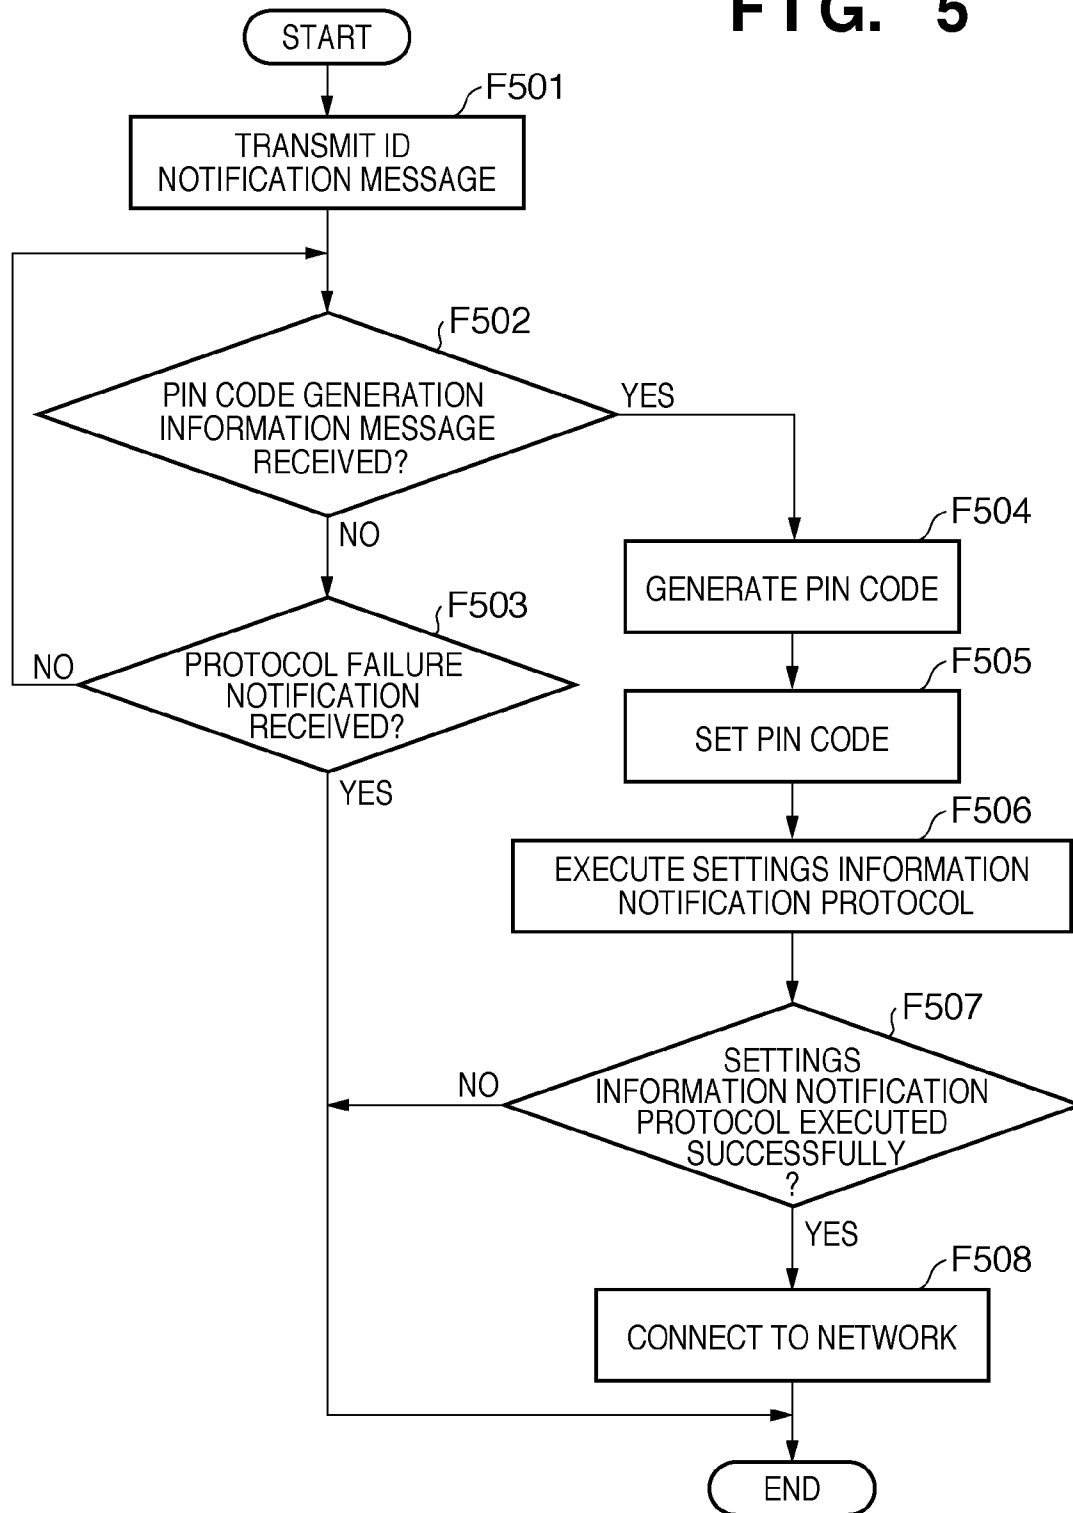 FIG. 5
START
F501
TRANSMIT ID
NOTIFICATION MESSAGE
F502
PIN CODE GENERATION
INFORMATION MESSAGE
RECEIVED?
YES
NO
F503
PROTOCOL FAILURE
NOTIFICATION
RECEIVED?
NO
YES
F504
GENERATE PIN CODE
F505
SET PIN CODE
F506
EXECUTE SETTINGS INFORMATION
NOTIFICATION PROTOCOL
F507
SETTINGS
INFORMATION NOTIFICATION
PROTOCOL EXECUTED
SUCCESSFULLY
?
NO
YES
F508
CONNECT TO NETWORK
END